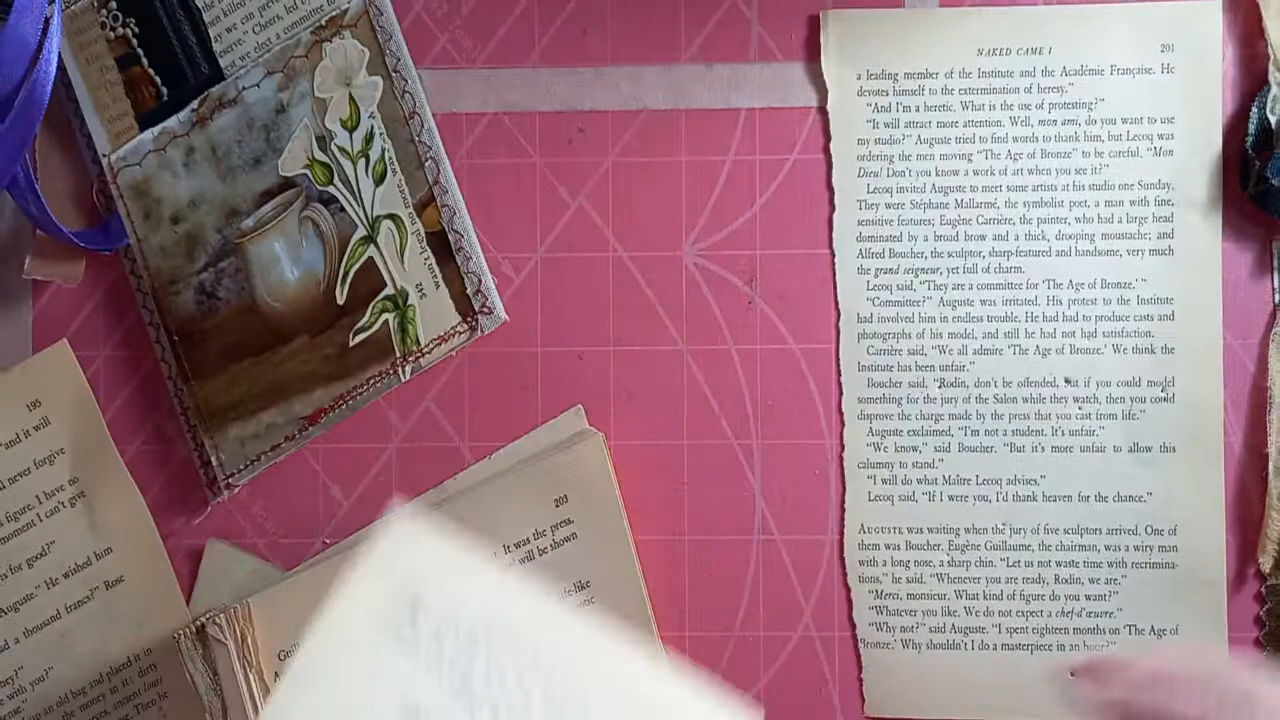 NAKED CAME I 201
a leading member of the Institute and the Académie Française. He
devotes himself to the extermination of heresy."
"And I'm a heretic. What is the use of protesting?"
"It will attract more attention. Well, mon ami, do you want to use
my studio?" Auguste tried to find words to thank him, but Lecoq was
ordering the men moving "The Age of Bronze" to be careful. "Mon
Dieu! Don't you know a work of art when you see it?"
Lecoq invited Auguste to meet some artists at his studio one Sunday.
They were Stéphane Mallarmé, the symbolist poet, a man with fine,
sensitive features; Eugène Carrière, the painter, who had a large head
dominated by a broad brow and a thick, drooping moustache; and
Alfred Boucher, the sculptor, sharp-featured and handsome, very much
the grand seigneur, yet full of charm.
Lecoq said, "They are a committee for 'The Age of Bronze.' "
"Committee?" Auguste was irritated. His protest to the Institute
had involved him in endless trouble. He had had to produce casts and
photographs of his model, and still he had not had satisfaction.
Carrière said, "We all admire 'The Age of Bronze.' We think the
Institute has been unfair."
Boucher said, "Rodin, don't be offended, but if you could model
something for the jury of the Salon while they watch, then you could
disprove the charge made by the press that you cast from life."
Auguste exclaimed, "I'm not a student. It's unfair."
"We know," said Boucher. "But it's more unfair to allow this
calumny to stand."
"I will do what Maître Lecoq advises."
Lecoq said, "If I were you, I'd thank heaven for the chance."
AUGUSTE was waiting when the jury of five sculptors arrived. One of
them was Boucher. Eugène Guillaume, the chairman, was a wiry man
with a long nose, a sharp chin. "Let us not waste time with recrimina-
tions," he said. "Whenever you are ready, Rodin, we are."
"Merci, monsieur. What kind of figure do you want?"
"Whatever you like. We do not expect a chef-d'œuvre."
"Why not?" said Auguste. "I spent eighteen months on 'The Age of
Bronze.' Why shouldn't I do a masterpiece in an hour?"
195
"and it will
never forgive
figure. I have no
moment I can't give
is for good?"
Auguste." He wished him
a thousand francs?" Rose
with you?"
up an old bag and placed it in
the money in it: dirty
ancient louis
Then he
203
It was the press,
will be shown
342